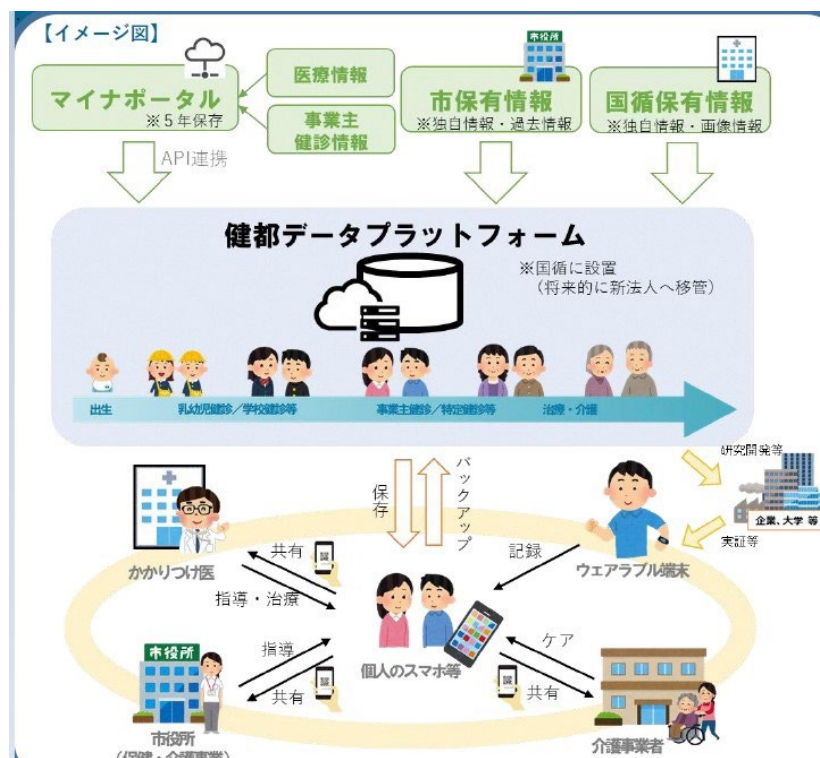 【イメージ図】
マイナポータル
※５年保存
医療情報
事業主
健診情報
市役所
市保有情報
※独自情報・過去情報
国循保有情報
※独自情報・画像情報
API連携
健都データプラットフォーム
※国循に設置
（将来的に新法人へ移管）
出生
乳幼児健診／学校健診等
事業主健診／特定健診等
治療・介護
保存
バックアップ
研究開発等
企業、大学 等
実証等
かかりつけ医
共有
指導・治療
記録
ウェアラブル端末
個人のスマホ等
市役所
指導
共有
ケア
共有
市役所
（保健・介護事業）
介護事業者